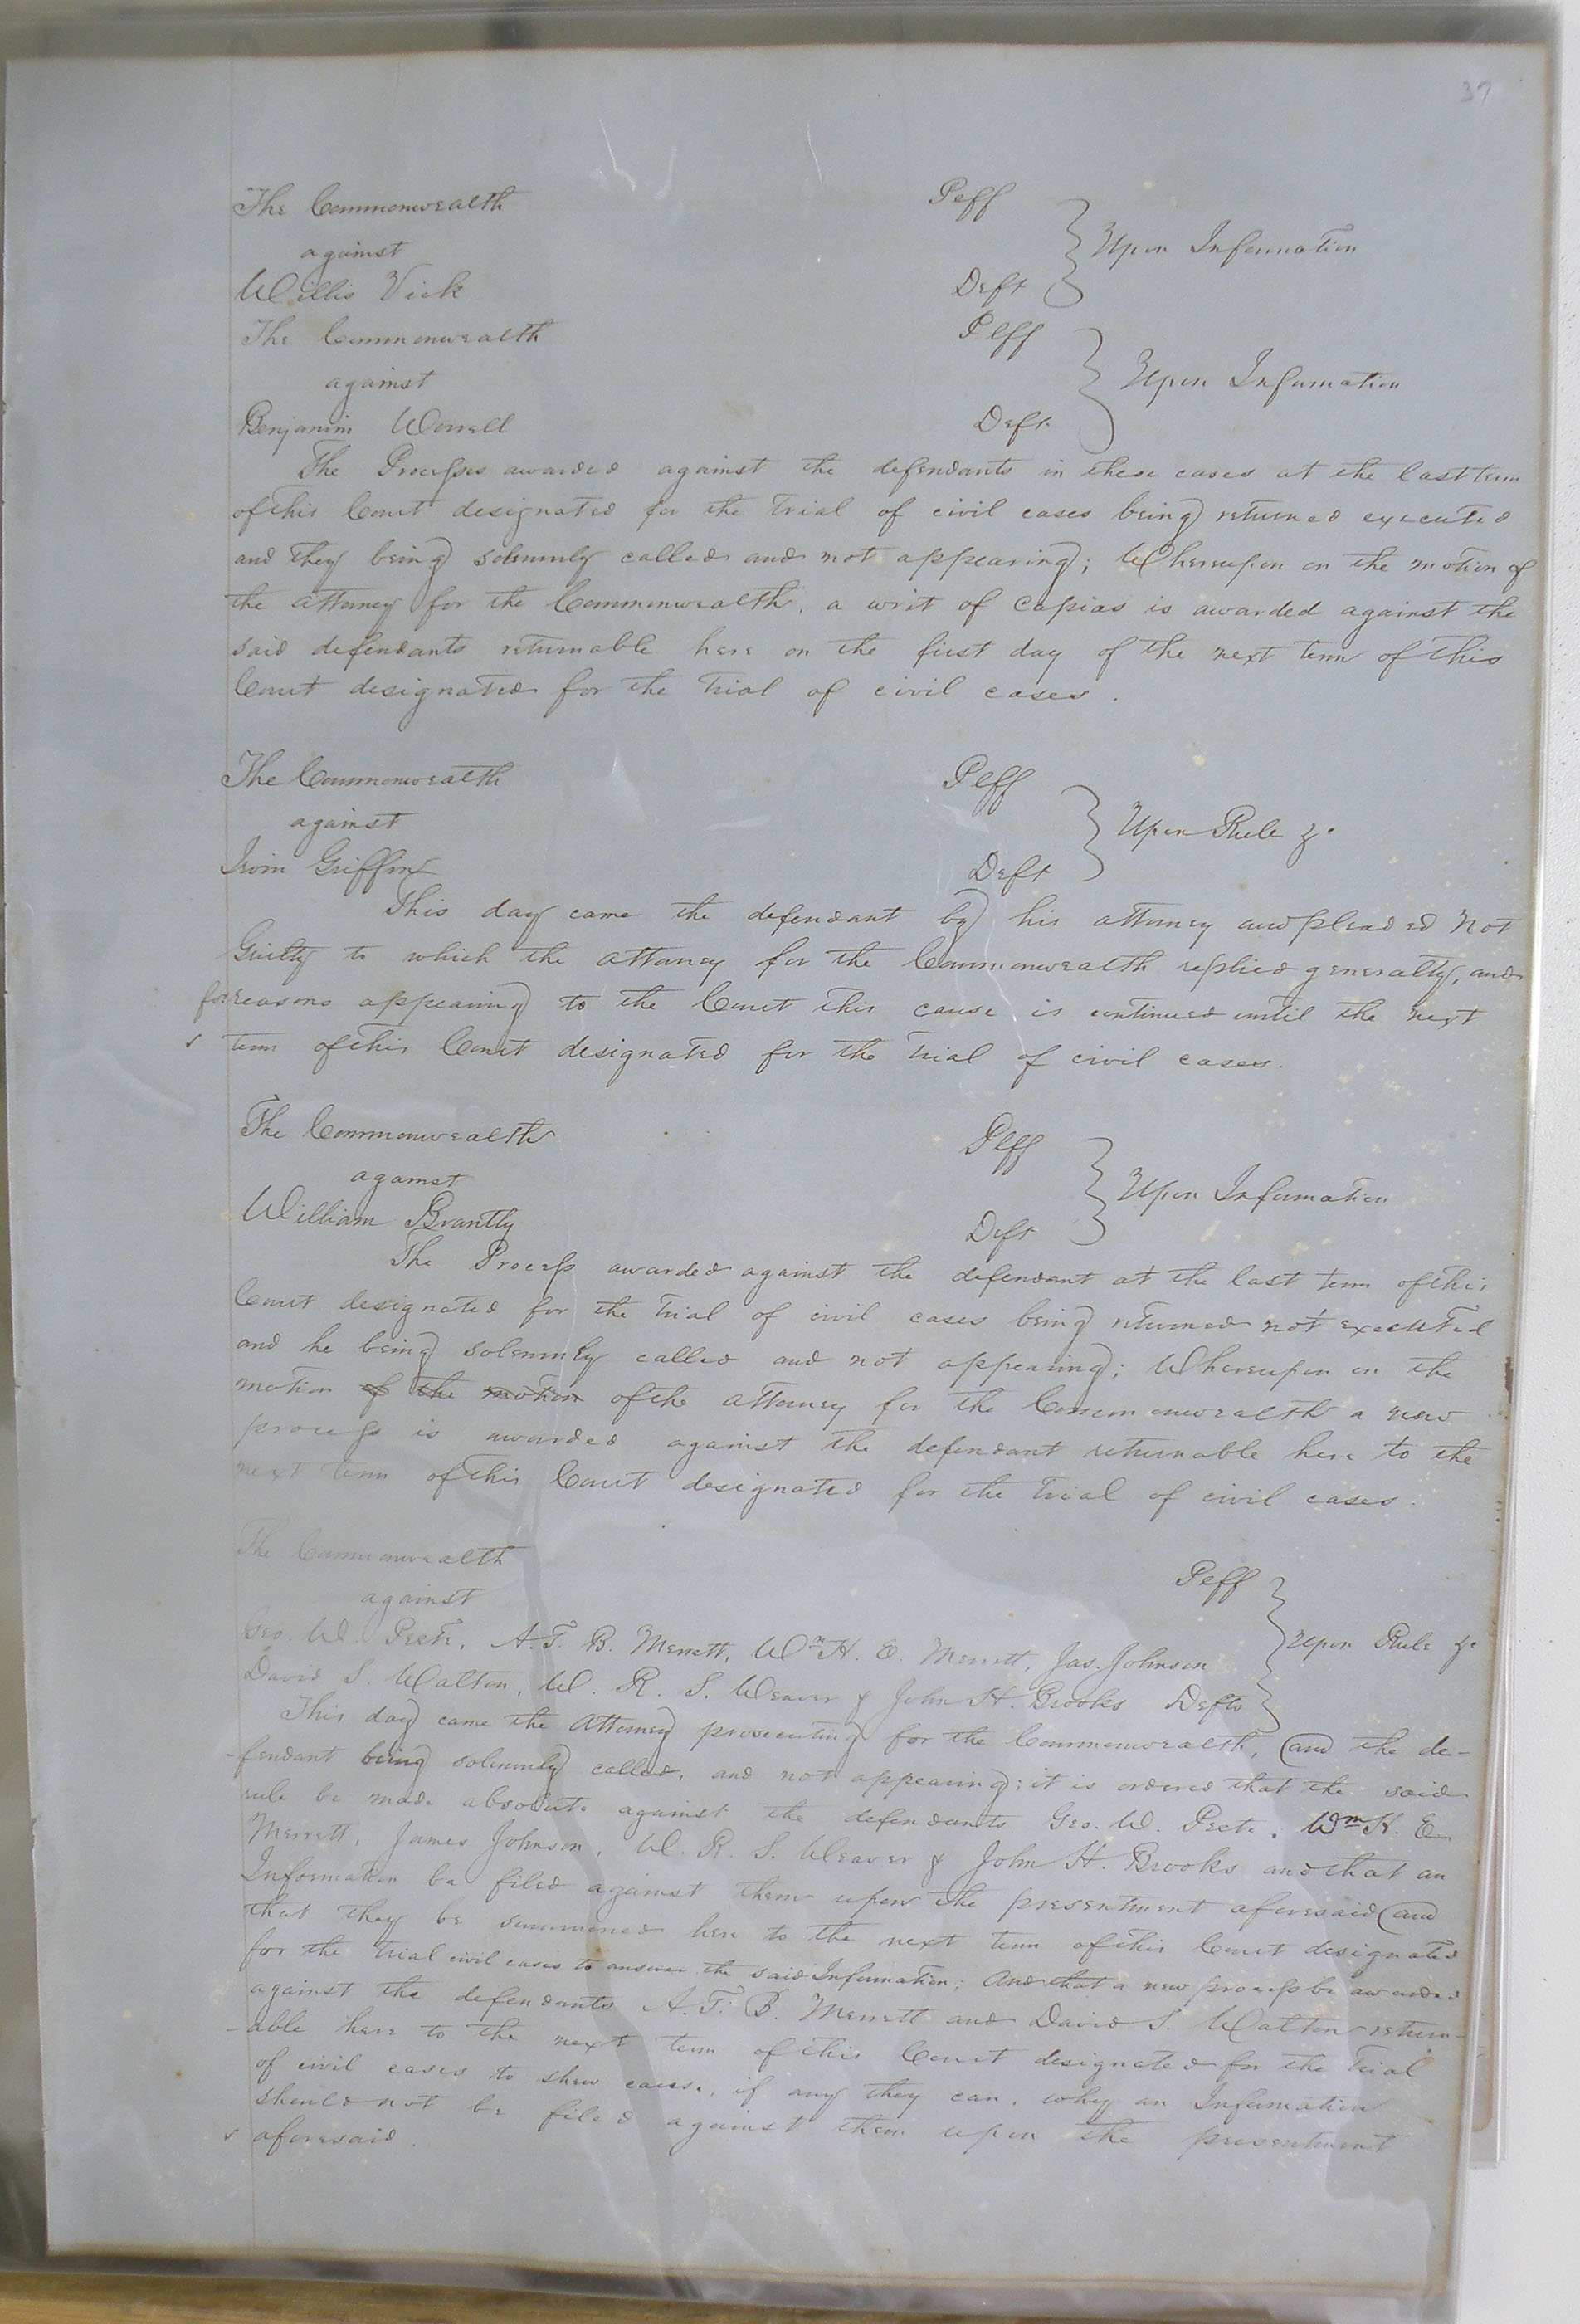 37
The Commonwealth Plff
against } Upon Information
Willis Vick Deft
The Commonwealth Plff
against } Upon Information
Benjamin Worrell Deft
The Processes awarded against the defendants in these cases at the last term
of this Court designated for the trial of civil cases being returned executed
and they being solemnly called and not appearing; Whereupon on the motion of
the attorney for the Commonwealth, a writ of Capias is awarded against the
said defendants returnable here on the first day of the next term of this
Court designated for the trial of civil cases.
The Commonwealth Plff
against } Upon Rule &c
Irvin Griffin Deft
This day came the defendant by his attorney and pleaded Not
Guilty to which the attorney for the Commonwealth replied generally, and
for reasons appearing to the Court this cause is continued until the next
term of this Court designated for the trial of civil cases.
The Commonwealth Plff
against } Upon Information
William Brantly Deft
The Process awarded against the defendant at the last term of this
Court designated for the trial of civil cases being returned not executed
and he being solemnly called and not appearing; Whereupon on the
motion of the motion of the attorney for the Commonwealth a new
process is awarded against the defendant returnable here to the
next term of this Court designated for the trial of civil cases.
The Commonwealth Plff
against
Geo. W. Peete, A. T. B. Merrett, Wm H. E. Merrett, Jas. Johnson } Upon Rule &c
David S. Walton, W. R. S. Weaver & John H. Brooks Defts
This day came the Attorney prosecuting for the Commonwealth, and the de-
-fendant being solemnly called, and not appearing; it is ordered that the said
rule be made absolute against the defendants Geo. W. Peete, Wm H. E.
Merrett, James Johnson, W. R. S. Weaver & John H. Brooks and that an
Information be filed against them upon the presentment aforesaid and
that they be summoned here to the next term of this Court designated
for the trial civil cases to answer the said Information; And that a new process be awarded
against the defendants A. T. B. Merrett and David S. Walton return-
-able here to the next term of this Court designated for the trial
of civil cases to shew cause, if any they can, why an Information
should not be filed against them upon the presentment
aforesaid.